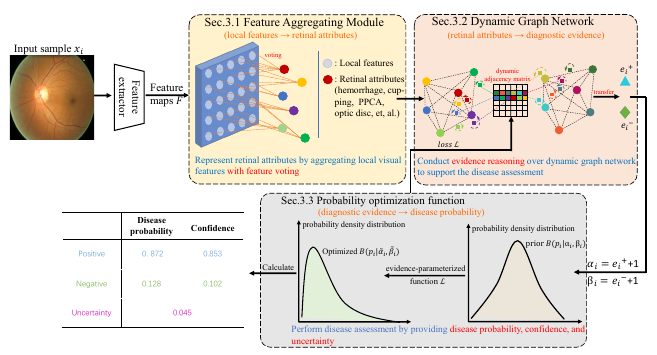 Sec.3.1 Feature Aggregating Module
(local features → retinal attributes)
Sec.3.2 Dynamic Graph Network
(retinal attributes → diagnostic evidence)
Input sample x_i
Feature extractor
Feature maps F
voting
: Local features
: Retinal attributes
(hemorrhage, cup-
ping, PPCA,
optic disc, et, al.)
Represent retinal attributes by aggregating local visual
features with feature voting
dynamic
adjacency matrix
transfer
e_i^+
e_i^-
loss ℒ
Conduct evidence reasoning over dynamic graph network
to support the disease assessment
Sec.3.3 Probability optimization function
(diagnostic evidence → disease probability)
probability density distribution
Optimized B(p_i|α̃_i, β̃_i)
evidence-parameterized
function ℒ
probability density distribution
prior B(p_i|α_i, β_i)
α_i = e_i^+ +1
β_i = e_i^- +1
Calculate
Perform disease assessment by providing disease probability, confidence, and
uncertainty
Disease probability Confidence
Positive 0. 872 0.853
Negative 0.128 0.102
Uncertainty 0.045